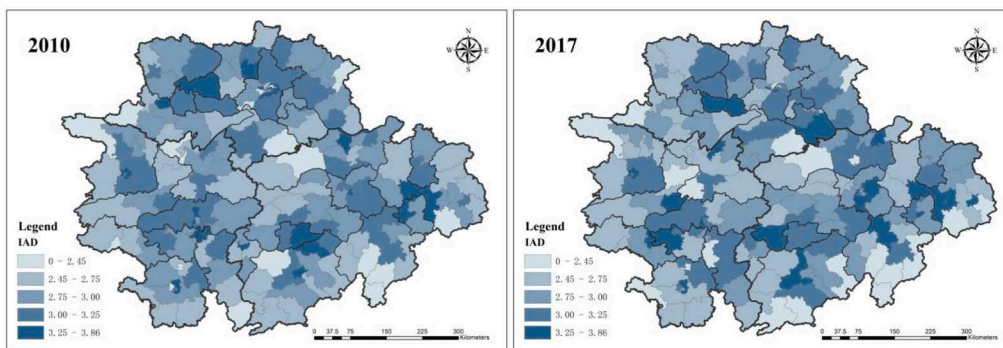 2010
N
W E
S
Legend
IAD
0 - 2.45
2.45 - 2.75
2.75 - 3.00
3.00 - 3.25
3.25 - 3.86
0 37.5 75 150 225 300
Kilometers
2017
N
W E
S
Legend
IAD
0 - 2.45
2.45 - 2.75
2.75 - 3.00
3.00 - 3.25
3.25 - 3.86
0 37.5 75 150 225 300
Kilometers